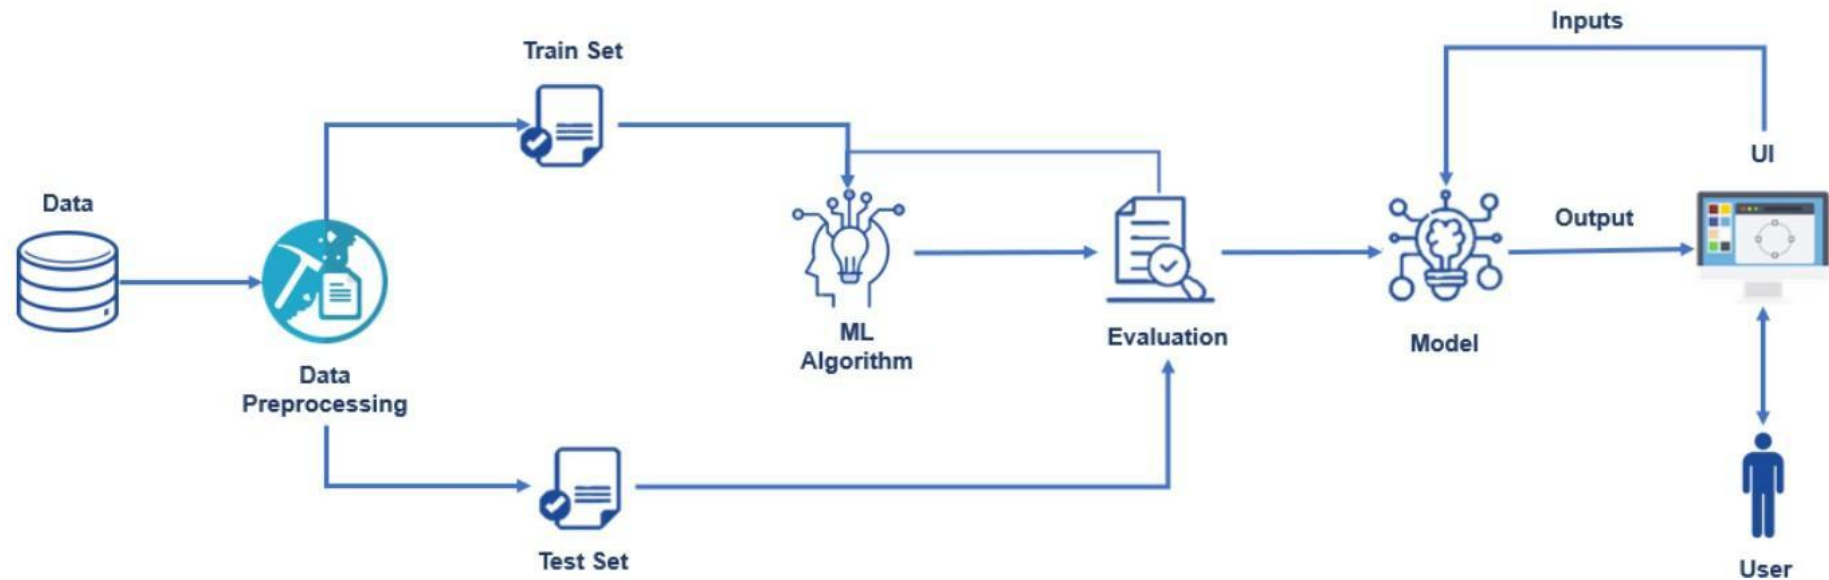 Inputs
Train Set
UI
Data
Output
ML
Algorithm
Evaluation
Model
Data
Preprocessing
Test Set
User